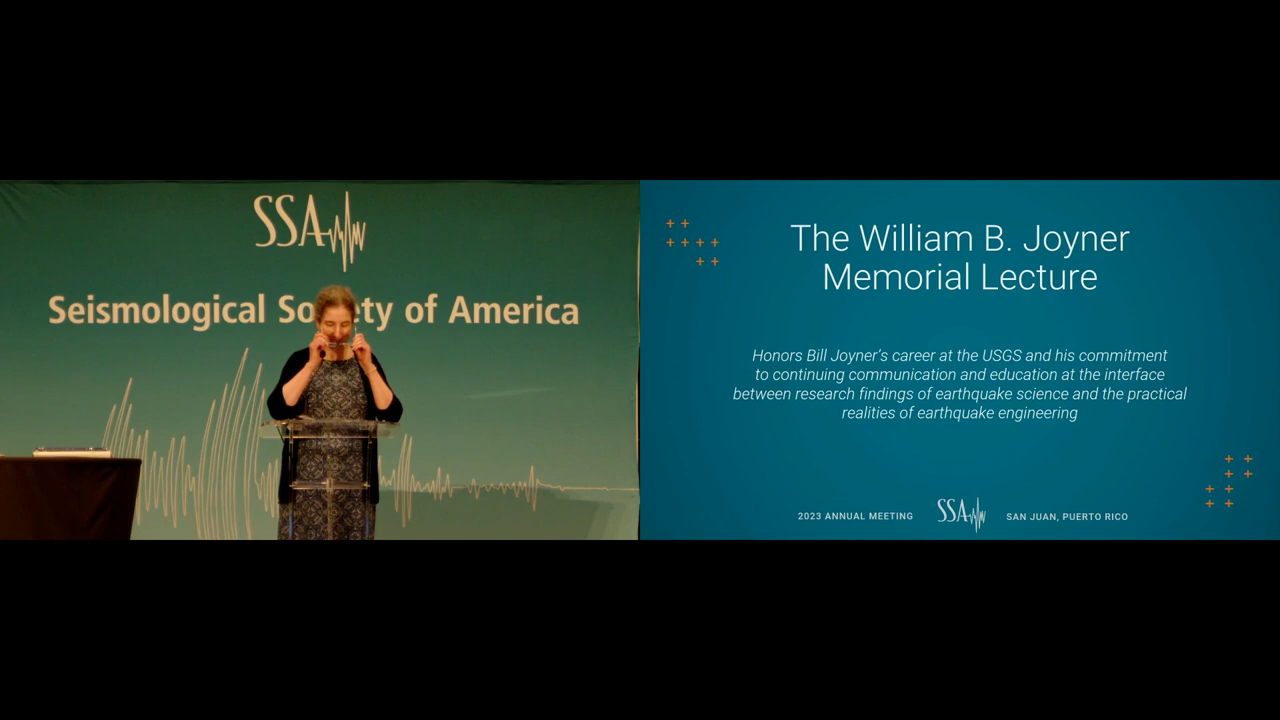 SSA
Seismological Society of America
The William B. Joyner
Memorial Lecture
Honors Bill Joyner's career at the USGS and his commitment
to continuing communication and education at the interface
between research findings of earthquake science and the practical
realities of earthquake engineering
2023 ANNUAL MEETING
SSA
SAN JUAN, PUERTO RICO